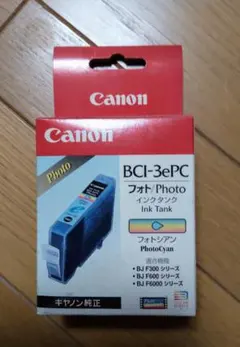 Canon
Canon
Photo
BCI-3ePC
フォト/Photo
インクタンク
Ink Tank
フォトシアン
PhotoCyan
適合機種
• BJ F300 シリーズ
• BJ F600 シリーズ
• BJ F6000 シリーズ
キヤノン純正